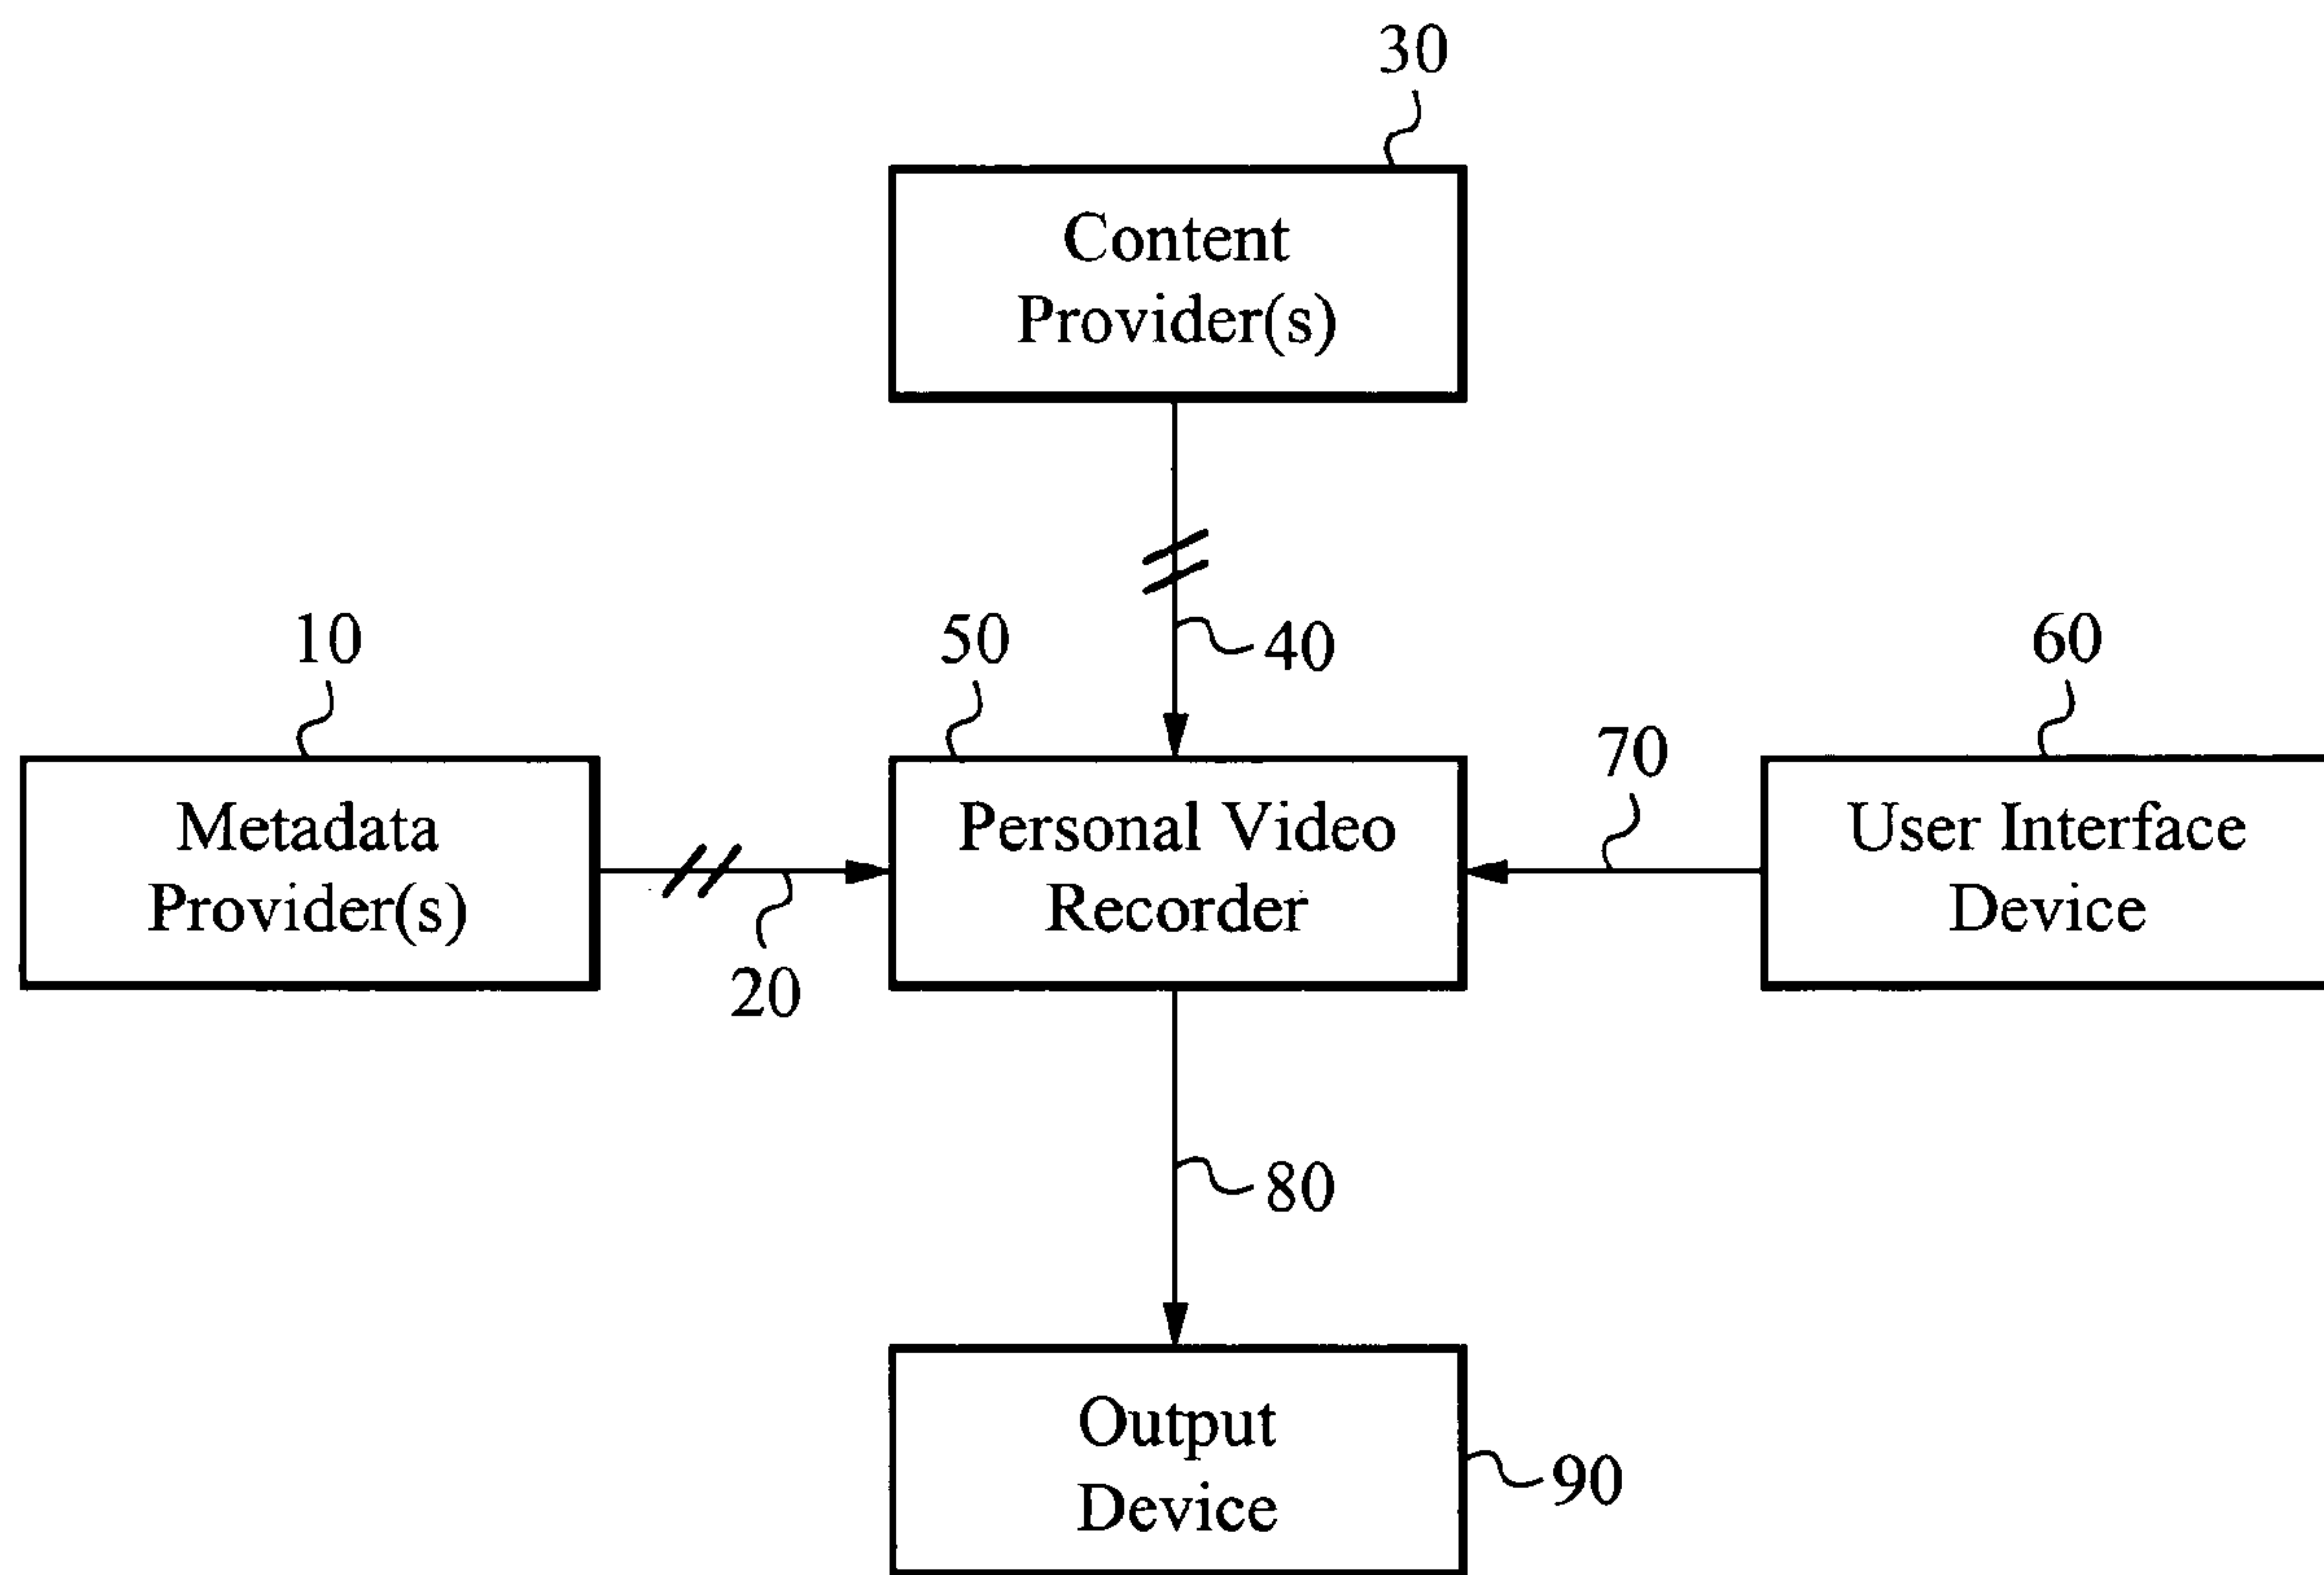 30
Content
Provider(s)
40
10
50
60
70
Metadata
Provider(s)
Personal Video
Recorder
User Interface
Device
20
80
Output
Device
90